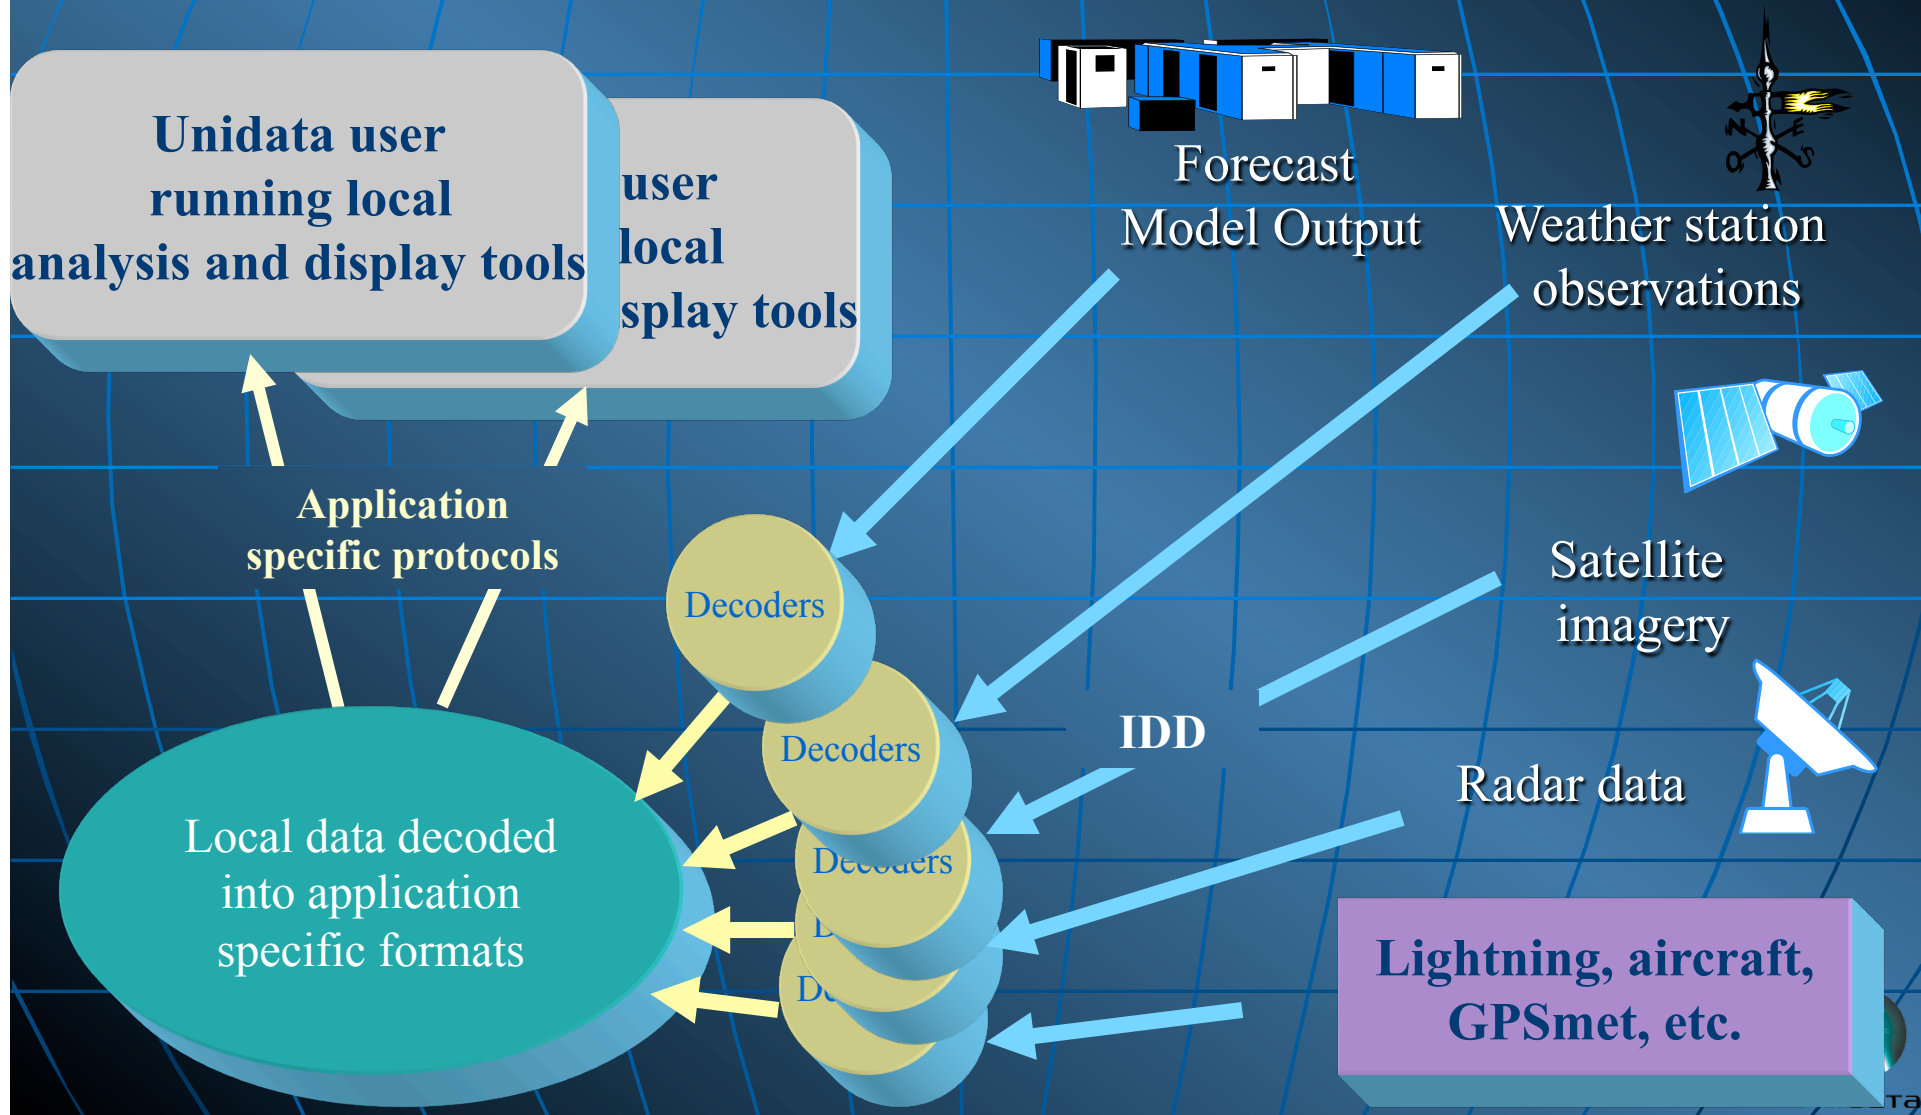 Unidata user
running local
analysis and display tools
user
local
splay tools
Forecast
Model Output
Weather station
observations
Application
specific protocols
Satellite
imagery
Decoders
Decoders
IDD
Radar data
Decoders
Local data decoded
into application
specific formats
Lightning, aircraft,
GPSmet, etc.